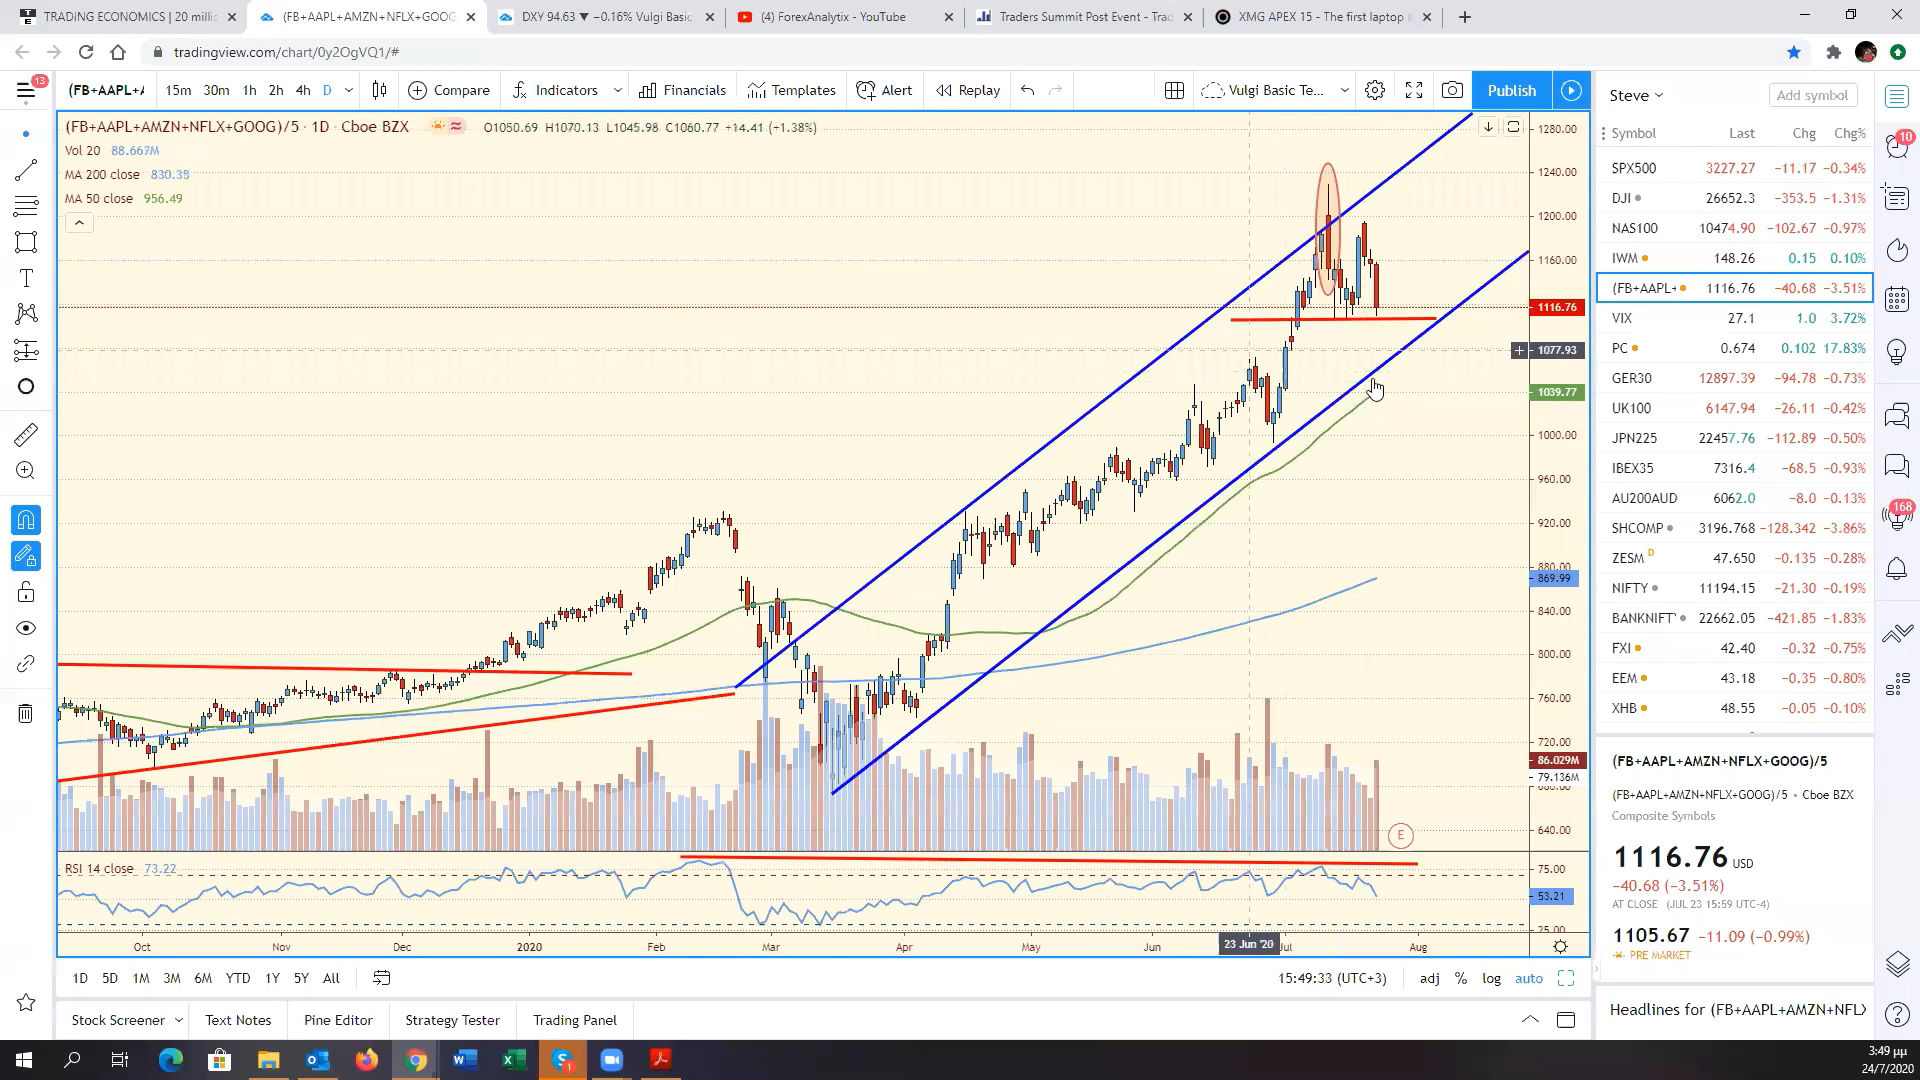 TRADING ECONOMICS | 20 milli
(FB+AAPL+AMZN+NFLX+GOOG
DXY 94.63 ▼ −0.16% Vulgi Basic
(4) ForexAnalytix - YouTube
Traders Summit Post Event - Trad
XMG APEX 15 - The first laptop
tradingview.com/chart/0y2OgVQ1/#
13
(FB+AAPL+A
15m 30m 1h 2h 4h D
Compare
Indicators
Financials
Templates
Alert
Replay
Vulgi Basic Te...
Publish
Steve
Add symbol
(FB+AAPL+AMZN+NFLX+GOOG)/5 · 1D · Cboe BZX
O1050.69 H1070.13 L1045.98 C1060.77 +14.41 (+1.38%)
Vol 20 88.667M
MA 200 close 830.35
MA 50 close 956.49
1280.00
1240.00
1200.00
1160.00
1116.76
1077.93
1039.77
1000.00
960.00
920.00
880.00
869.99
840.00
800.00
760.00
720.00
86.029M
79.136M
680.00
640.00
E
RSI 14 close 73.22
75.00
53.21
25.00
Oct Nov Dec 2020 Feb Mar Apr May Jun 23 Jun '20 Jul Aug
1D 5D 1M 3M 6M YTD 1Y 5Y All
15:49:33 (UTC+3) adj % log auto
Stock Screener Text Notes Pine Editor Strategy Tester Trading Panel
Symbol Last Chg Chg%
SPX500 3227.27 −11.17 −0.34%
DJI 26652.3 −353.5 −1.31%
NAS100 10474.90 −102.67 −0.97%
IWM 148.26 0.15 0.10%
(FB+AAPL+ 1116.76 −40.68 −3.51%
VIX 27.1 1.0 3.72%
PC 0.674 0.102 17.83%
GER30 12897.39 −94.78 −0.73%
UK100 6147.94 −26.11 −0.42%
JPN225 22457.76 −112.89 −0.50%
IBEX35 7316.4 −68.5 −0.93%
AU200AUD 6062.0 −8.0 −0.13%
SHCOMP 3196.768 −128.342 −3.86%
ZESM D 47.650 −0.135 −0.28%
NIFTY 11194.15 −21.30 −0.19%
BANKNIFT 22662.05 −421.85 −1.83%
FXI 42.40 −0.32 −0.75%
EEM 43.18 −0.35 −0.80%
XHB 48.55 −0.05 −0.10%
(FB+AAPL+AMZN+NFLX+GOOG)/5
(FB+AAPL+AMZN+NFLX+GOOG)/5 • Cboe BZX
Composite Symbols
1116.76 USD
−40.68 (−3.51%)
AT CLOSE (JUL 23 15:59 UTC-4)
1105.67 −11.09 (−0.99%)
PRE MARKET
Headlines for (FB+AAPL+AMZN+NFLX
10
168
3:49 μμ
24/7/2020